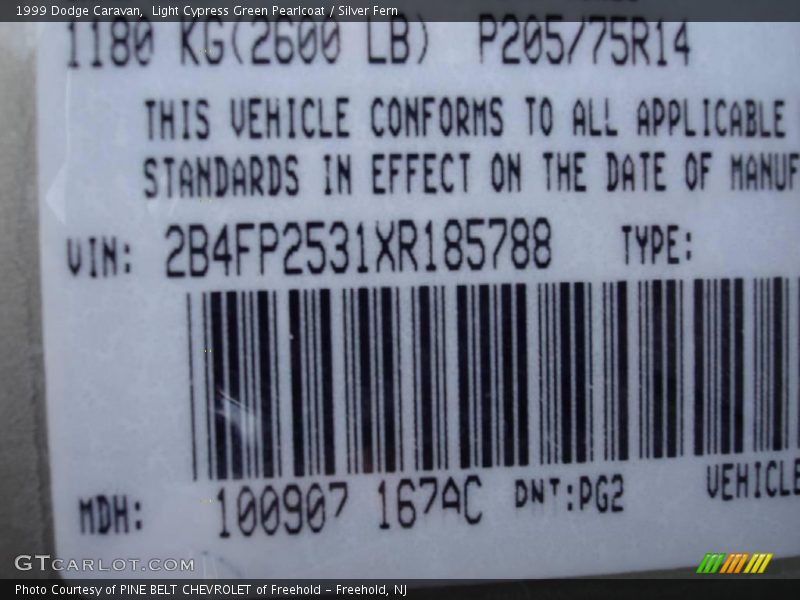 1999 Dodge Caravan, Light Cypress Green Pearlcoat / Silver Fern
1180 KG(2600 LB) P205/75R14
THIS VEHICLE CONFORMS TO ALL APPLICABLE
STANDARDS IN EFFECT ON THE DATE OF MANUF
VIN: 2B4FP2531XR185788 TYPE:
MDH: 100907 167AC PNT:PG2 VEHICLE
GTCARLOT.COM
Photo Courtesy of PINE BELT CHEVROLET of Freehold - Freehold, NJ